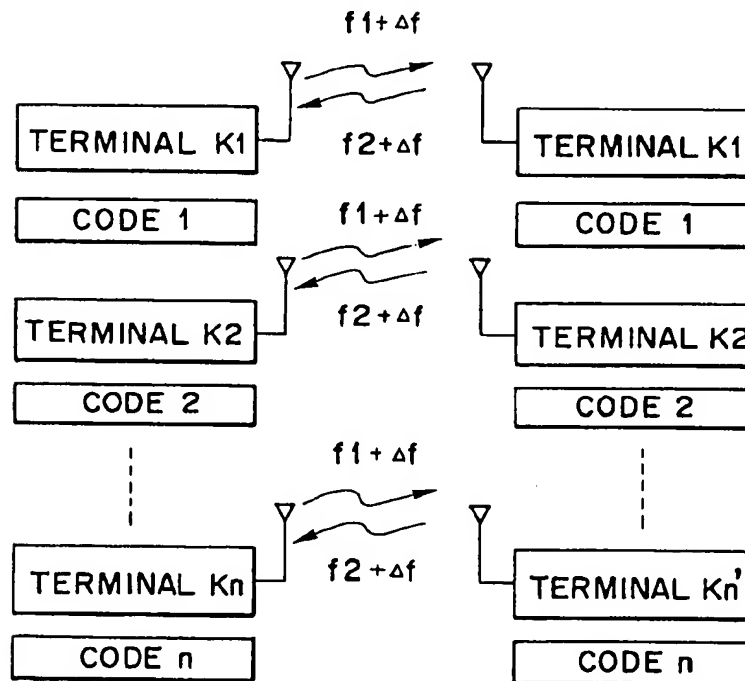 f1+Δf
TERMINAL K1
f2+Δf
TERMINAL K1
CODE 1
f1+Δf
CODE 1
TERMINAL K2
f2+Δf
TERMINAL K2
CODE 2
CODE 2
f1+Δf
TERMINAL Kn
f2+Δf
TERMINAL Kn'
CODE n
CODE n